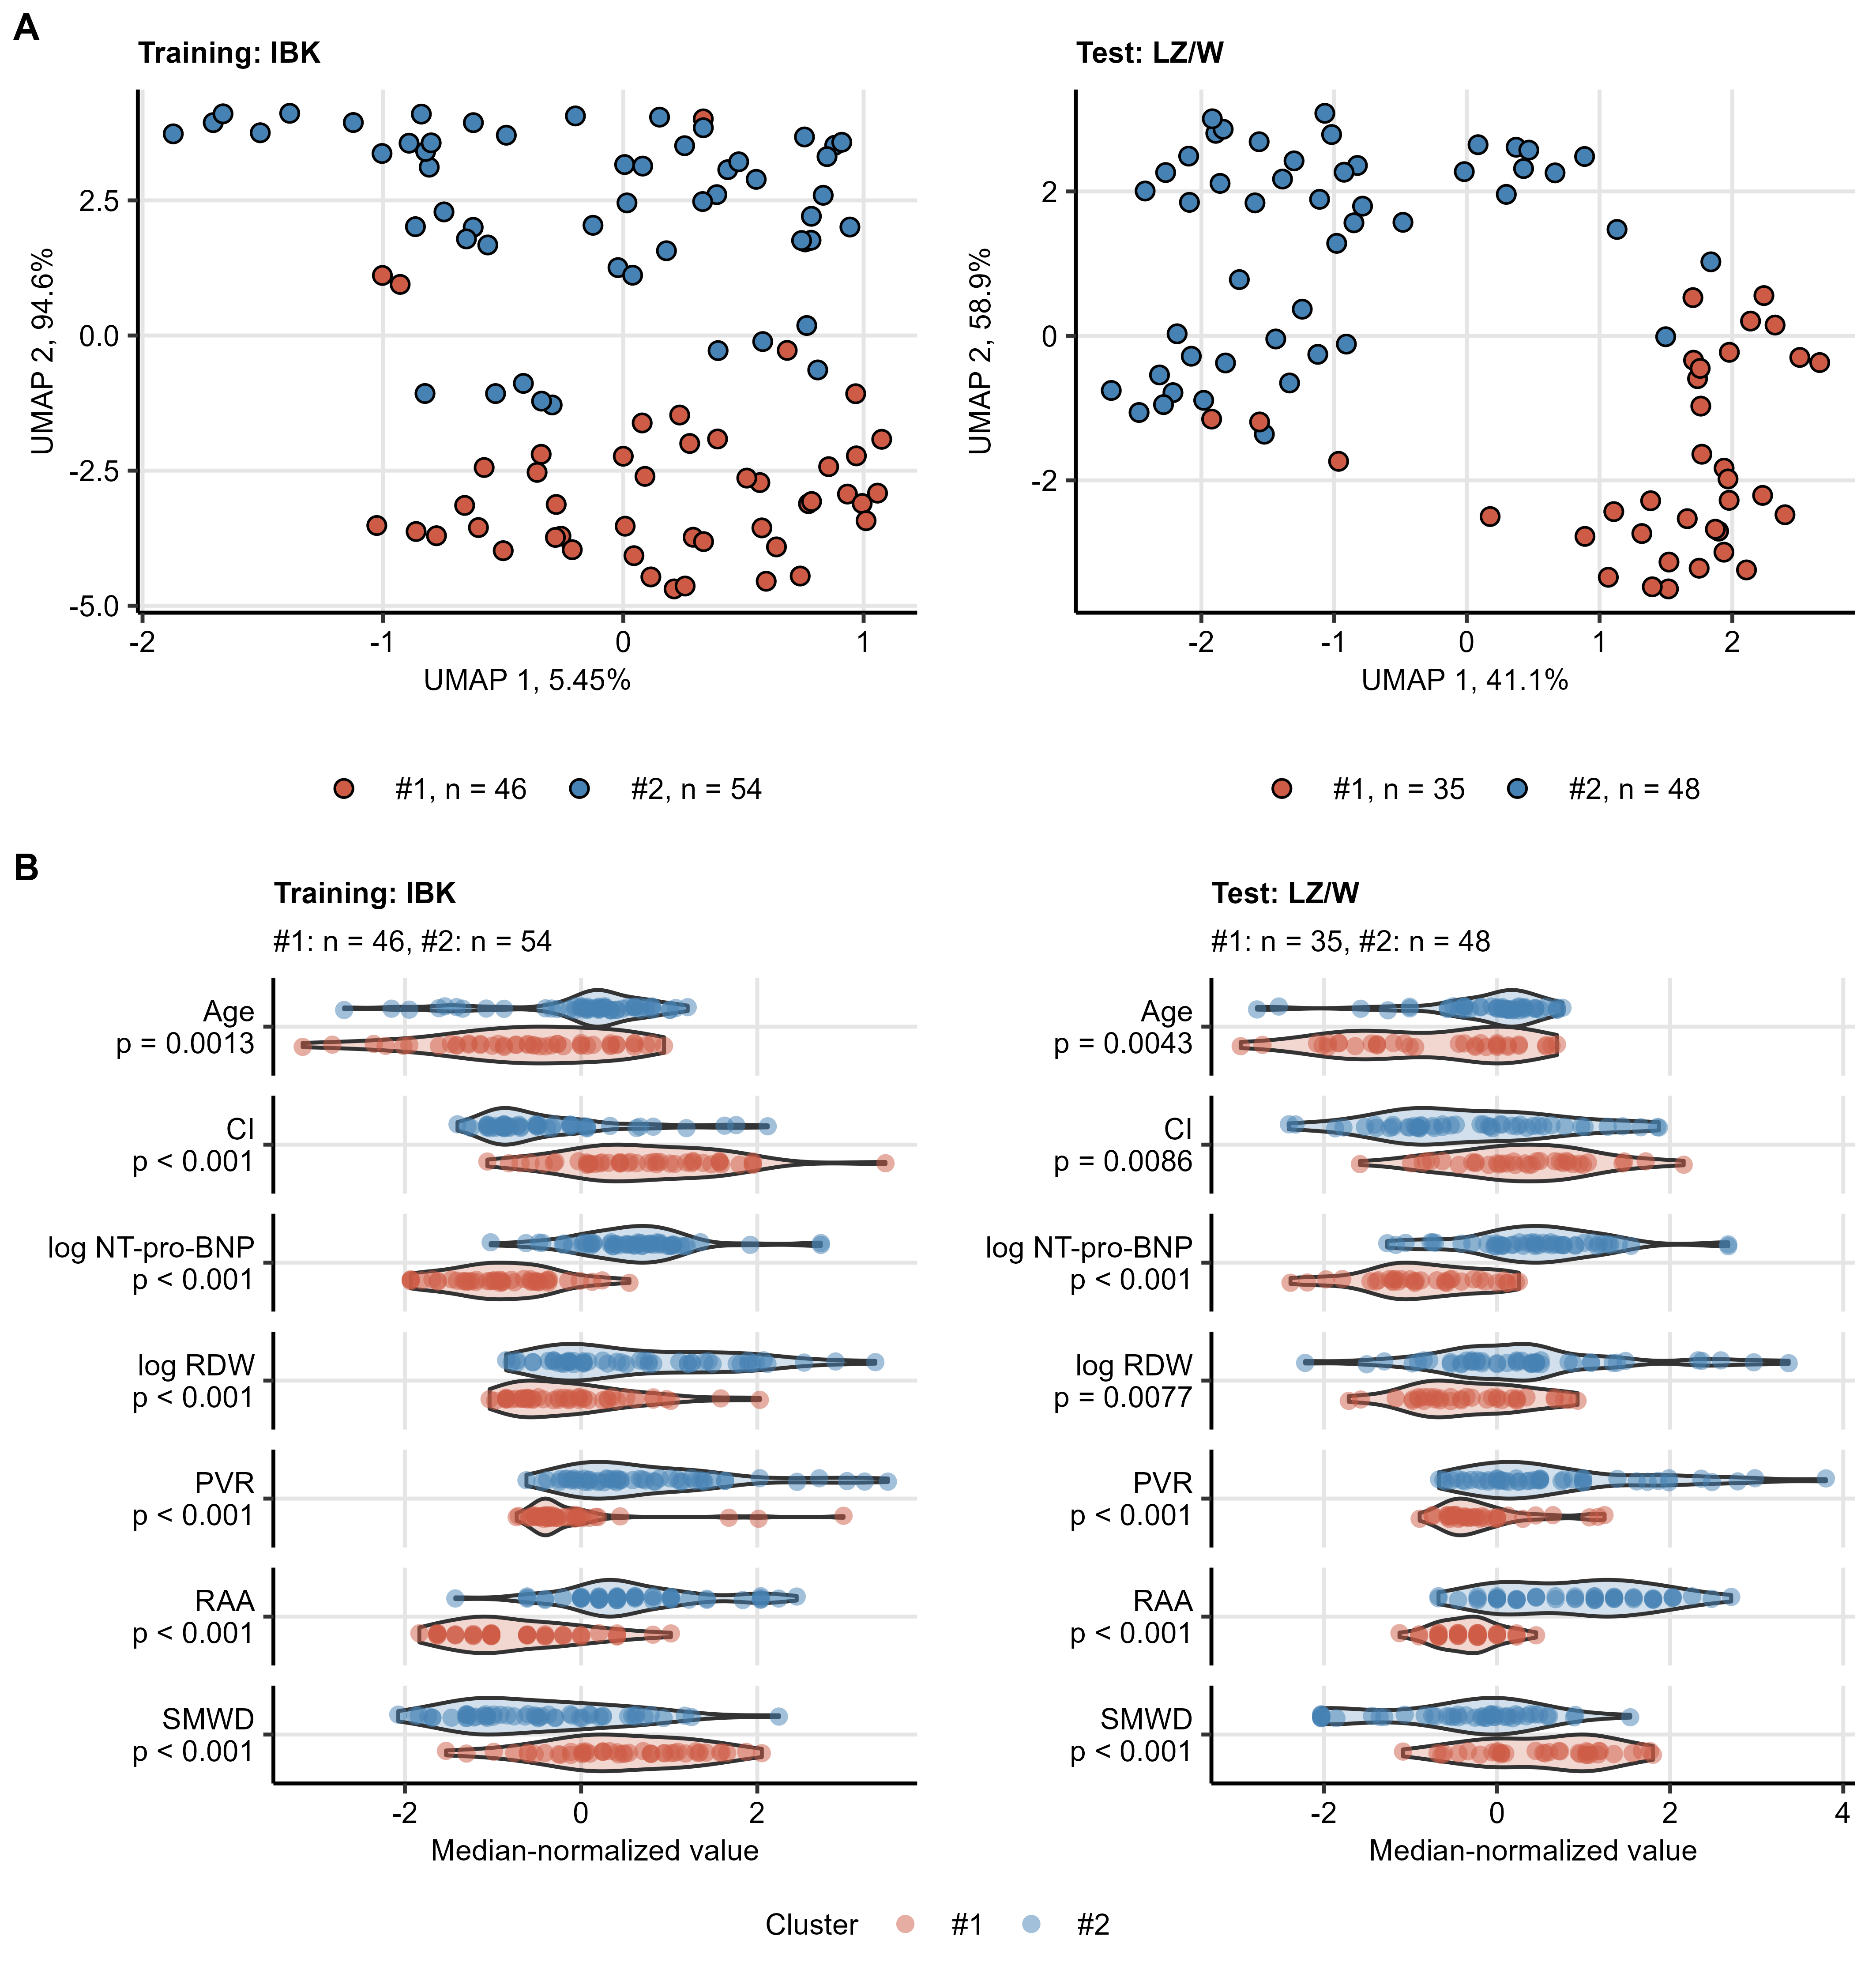 A
Training: IBK
UMAP 2, 94.6%
2.5
0.0
-2.5
-5.0
-2
-1
0
1
UMAP 1, 5.45%
#1, n = 46
#2, n = 54
Test: LZ/W
UMAP 2, 58.9%
2
0
-2
-2
-1
0
1
2
UMAP 1, 41.1%
#1, n = 35
#2, n = 48
B
Training: IBK
#1: n = 46, #2: n = 54
Age
p = 0.0013
CI
p < 0.001
log NT-pro-BNP
p < 0.001
log RDW
p < 0.001
PVR
p < 0.001
RAA
p < 0.001
SMWD
p < 0.001
-2
0
2
Median-normalized value
Test: LZ/W
#1: n = 35, #2: n = 48
Age
p = 0.0043
CI
p = 0.0086
log NT-pro-BNP
p < 0.001
log RDW
p = 0.0077
PVR
p < 0.001
RAA
p < 0.001
SMWD
p < 0.001
-2
0
2
4
Median-normalized value
Cluster
#1
#2